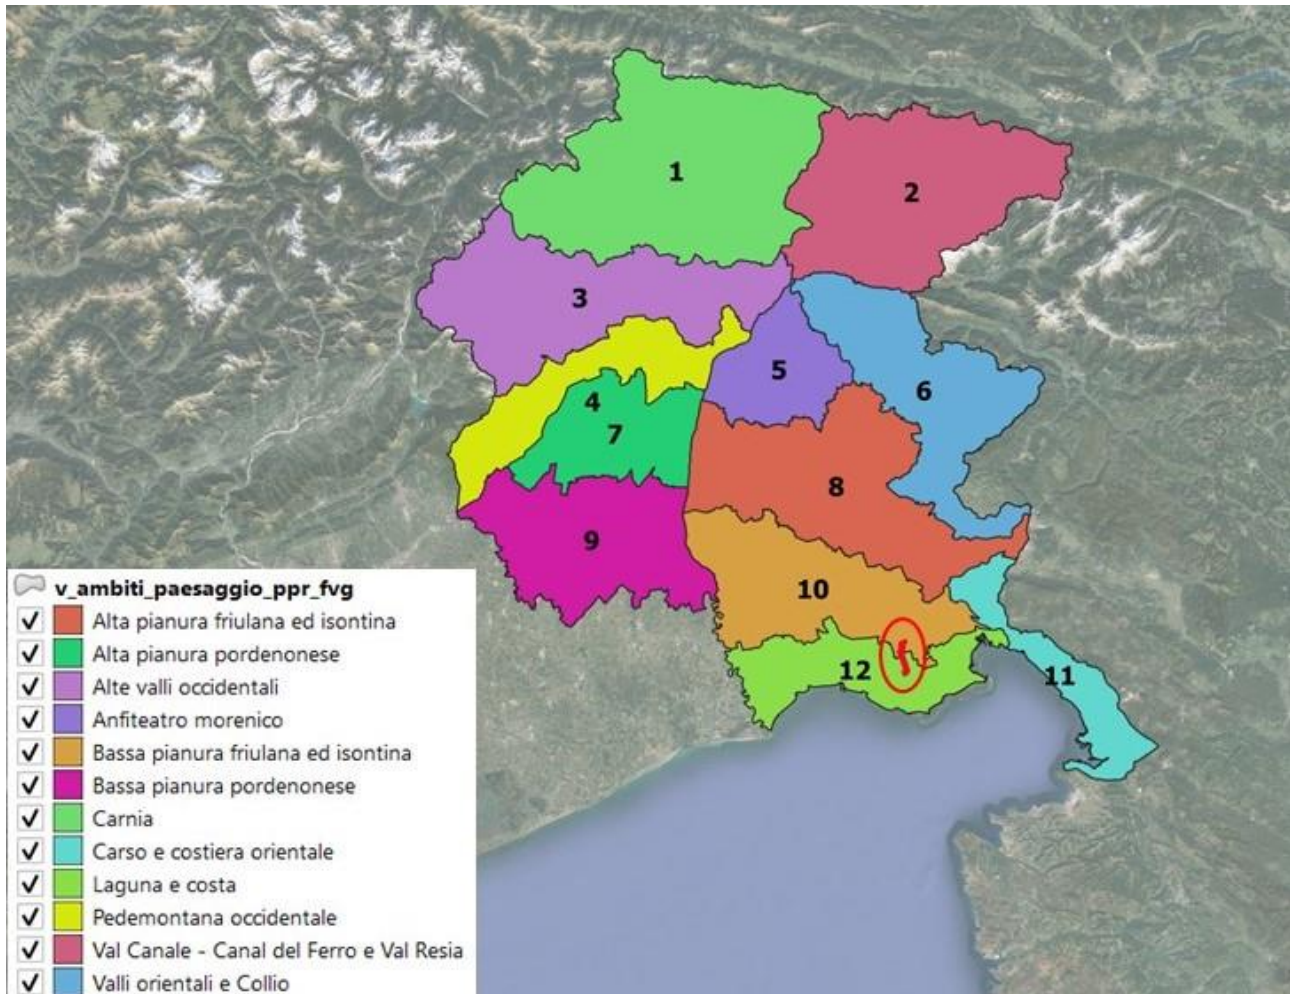 1
2
3
4
5
6
7
8
9
10
11
12
v_ambiti_paesaggio_ppr_fvg
Alta pianura friulana ed isontina
Alta pianura pordenonese
Alte valli occidentali
Anfiteatro morenico
Bassa pianura friulana ed isontina
Bassa pianura pordenonese
Carnia
Carso e costiera orientale
Laguna e costa
Pedemontana occidentale
Val Canale - Canal del Ferro e Val Resia
Valli orientali e Collio